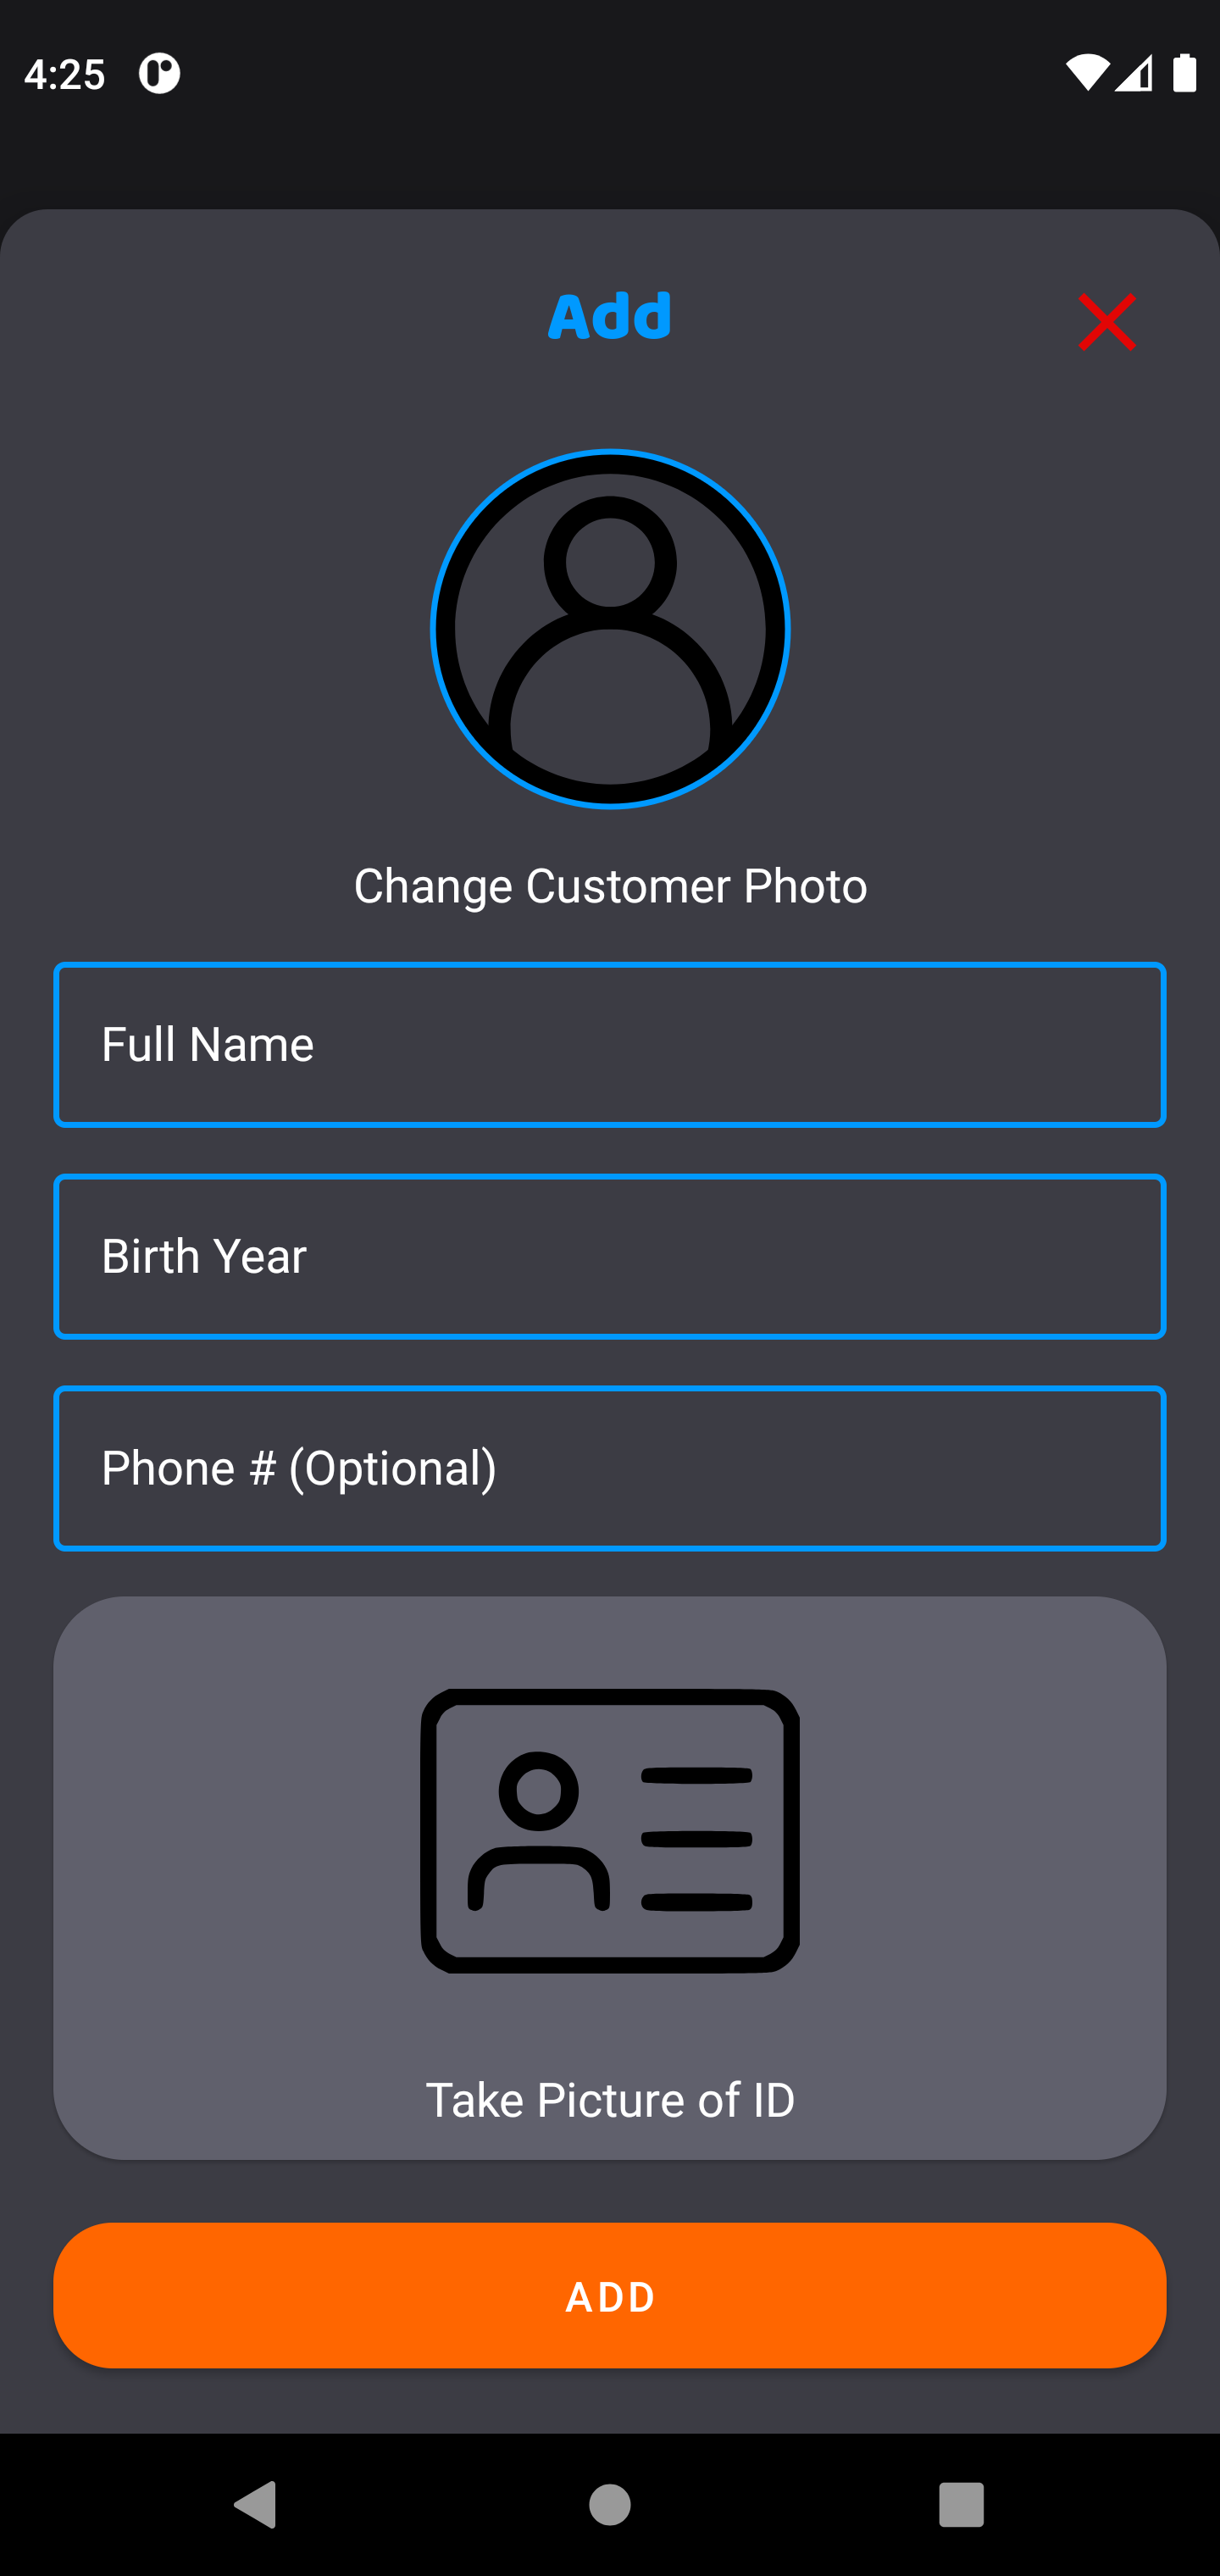 4:25
Add
Change Customer Photo
Full Name
Birth Year
Phone # (Optional)
Take Picture of ID
ADD